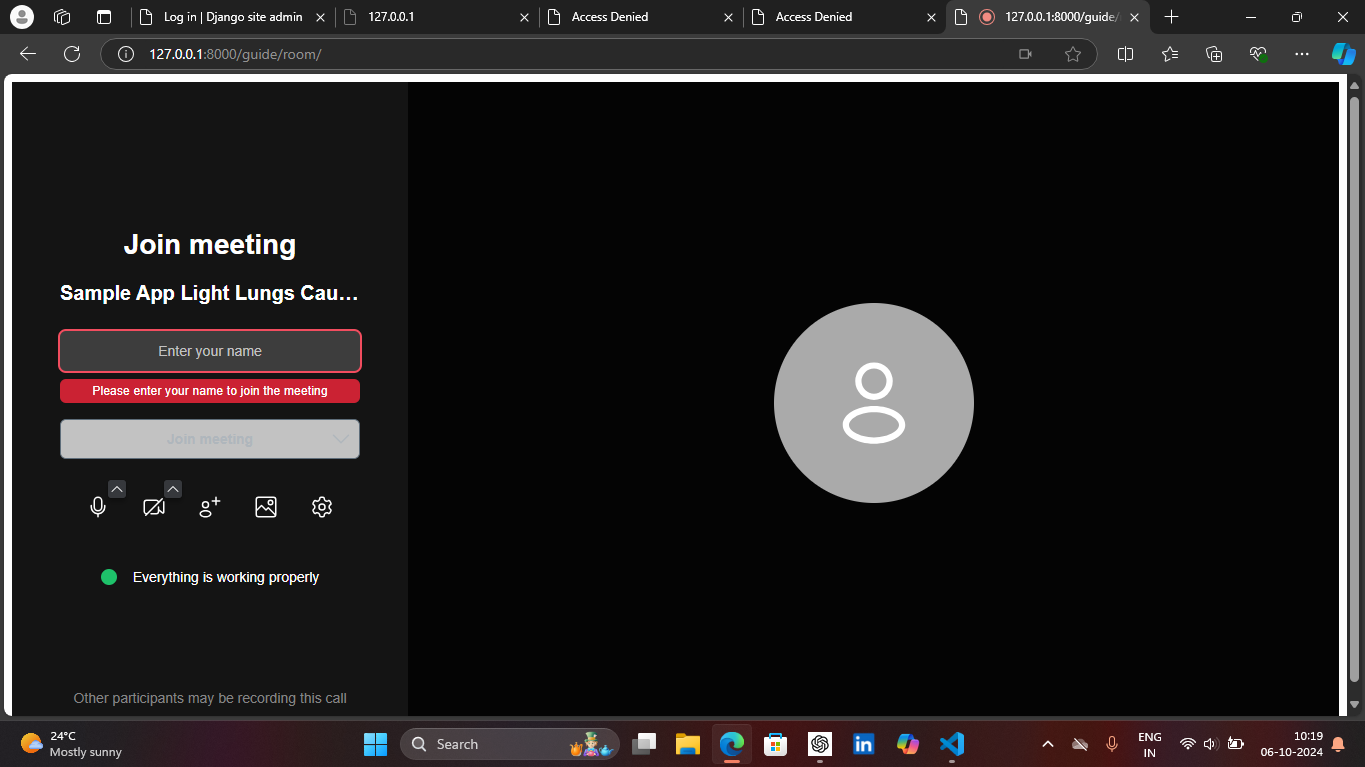 Log in | Django site admin
127.0.0.1
Access Denied
Access Denied
127.0.0.1:8000/guide/
127.0.0.1:8000/guide/room/
Join meeting
Sample App Light Lungs Cau...
Enter your name
Please enter your name to join the meeting
Join meeting
Everything is working properly
Other participants may be recording this call
24°C
Mostly sunny
Search
ENG
IN
10:19
06-10-2024